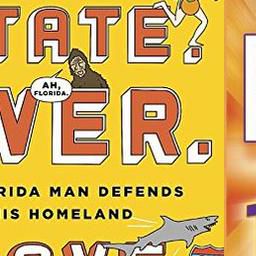 TATE.
AH,
FLORIDA.
VER.
RIDA MAN DEFENDS
IS HOMELAND